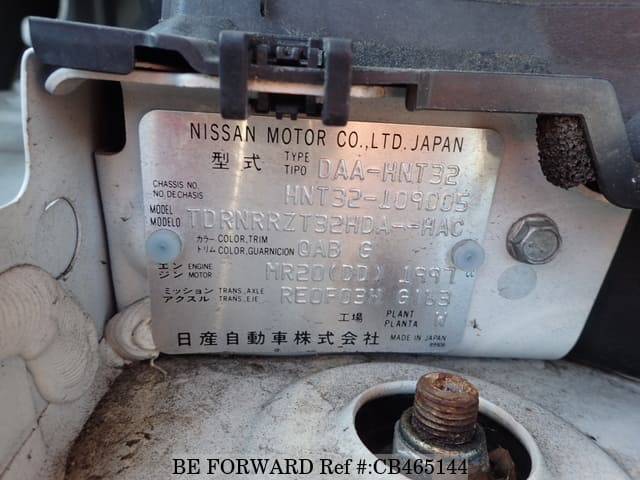 NISSAN MOTOR CO., LTD. JAPAN
型式 TYPE TIPO DAA-HNT32
CHASSIS NO. NO. DE CHASIS HNT32-109005
MODEL MODELO TDRNRRZT32HDA--HAC
カラー COLOR, TRIM トリム COLOR, GUARNICION QAB G
エンジン ENGINE MOTOR MR20(DD) 1997
ミッション アクスル TRANS, AXLE TRANS, EJE
工場 PLANT PLANTA W
日産自動車株式会社 MADE IN JAPAN
BE FORWARD Ref #:CB465144